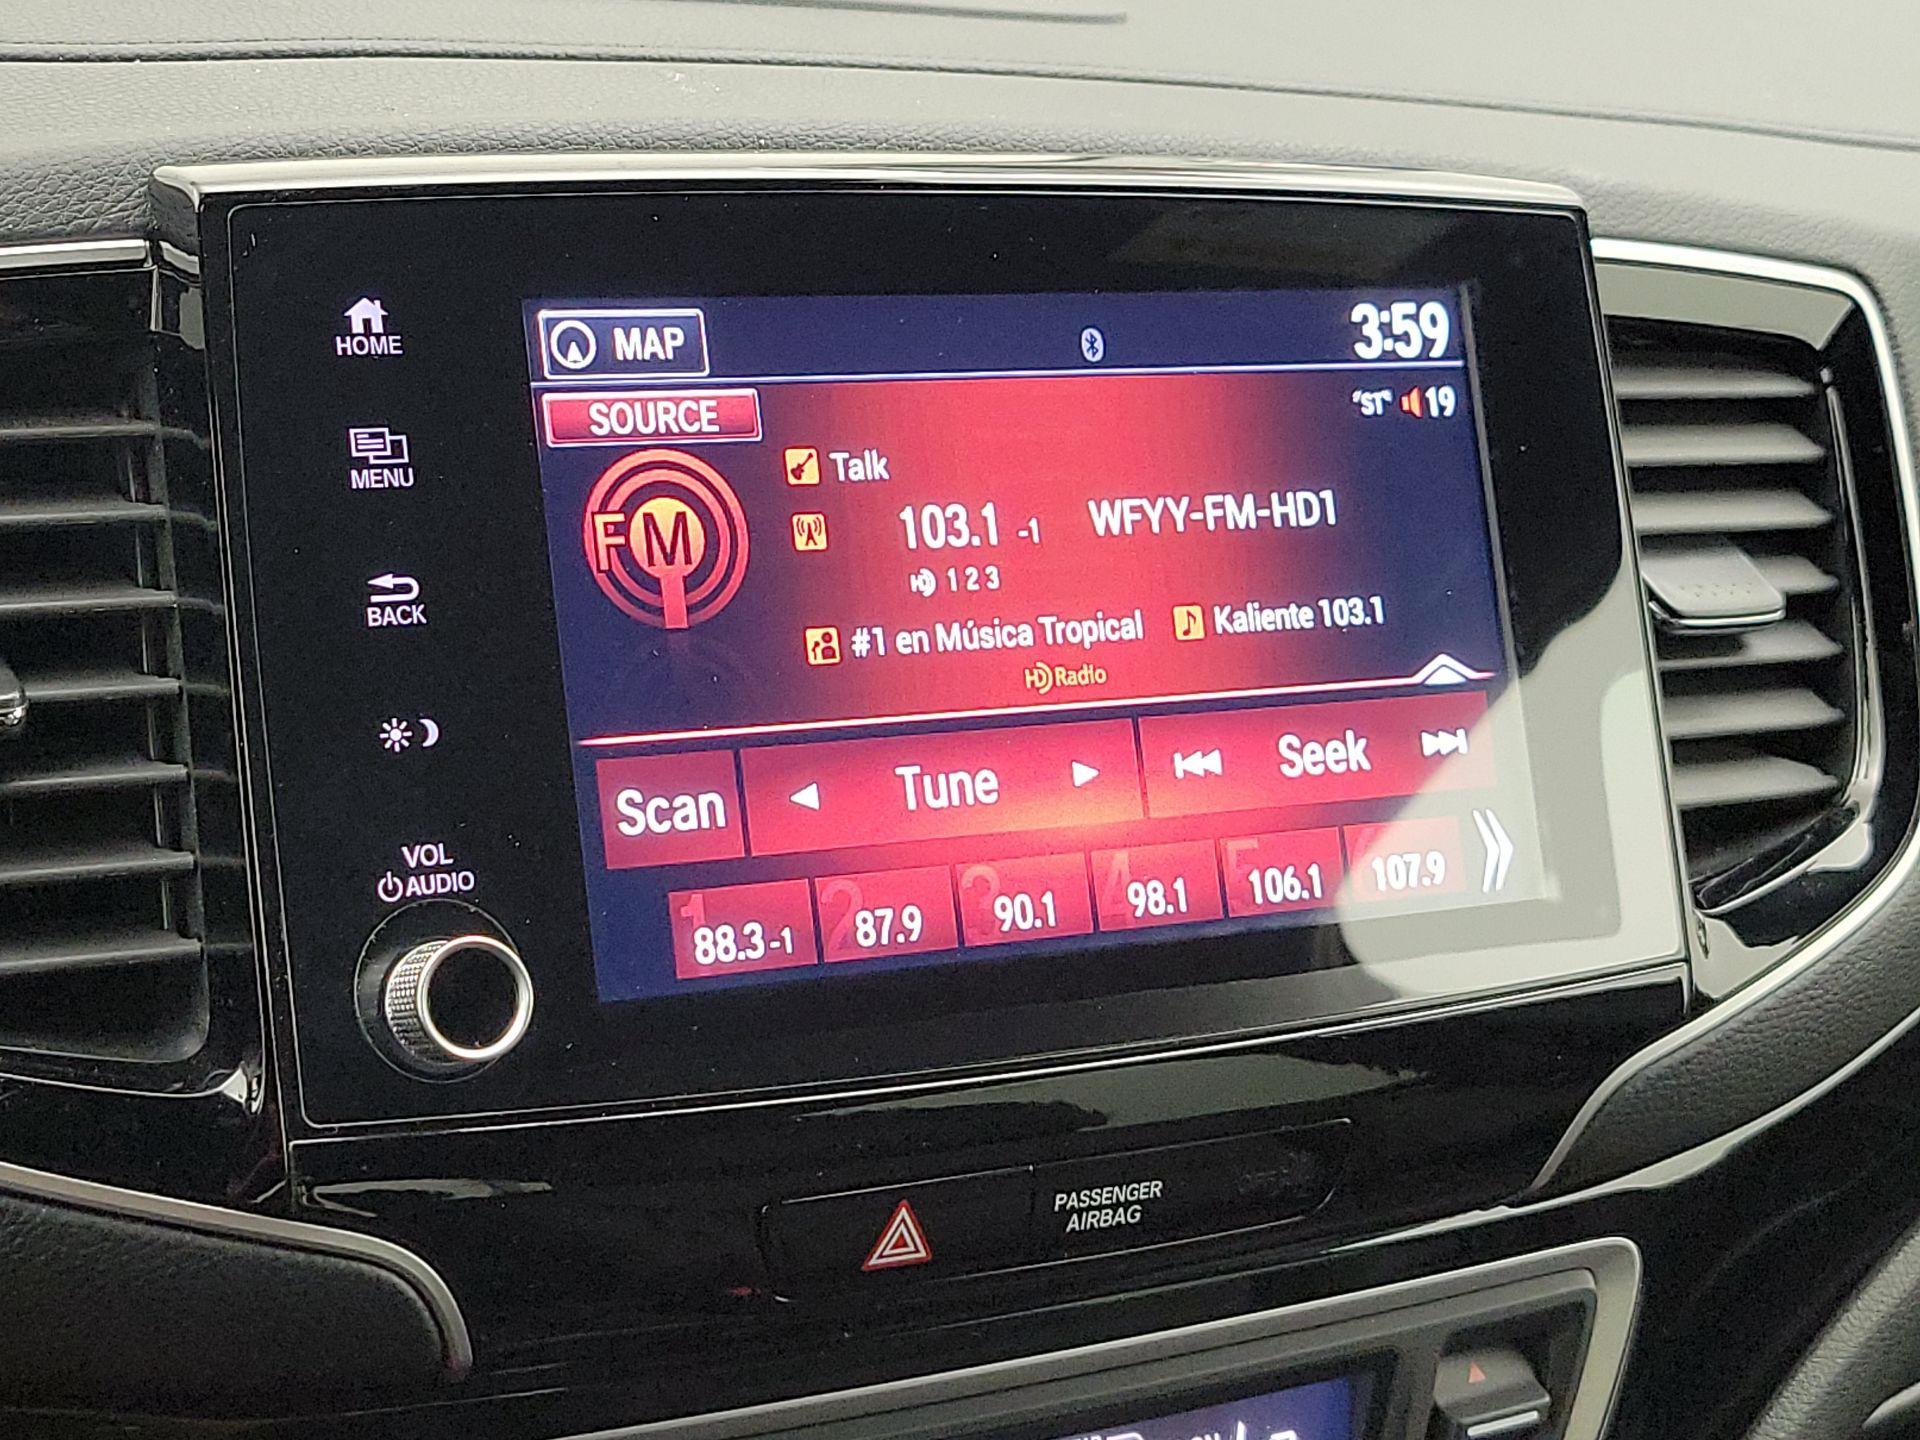 HOME
MENU
BACK
VOL
AUDIO
MAP
3:59
SOURCE
"ST" 19
Talk
FM
103.1 -1 WFYY-FM-HD1
HD 1 2 3
#1 en Música Tropical Kaliente 103.1
HD Radio
Scan Tune Seek
1 88.3-1
2 87.9
3 90.1
4 98.1
5 106.1
107.9
PASSENGER
AIRBAG